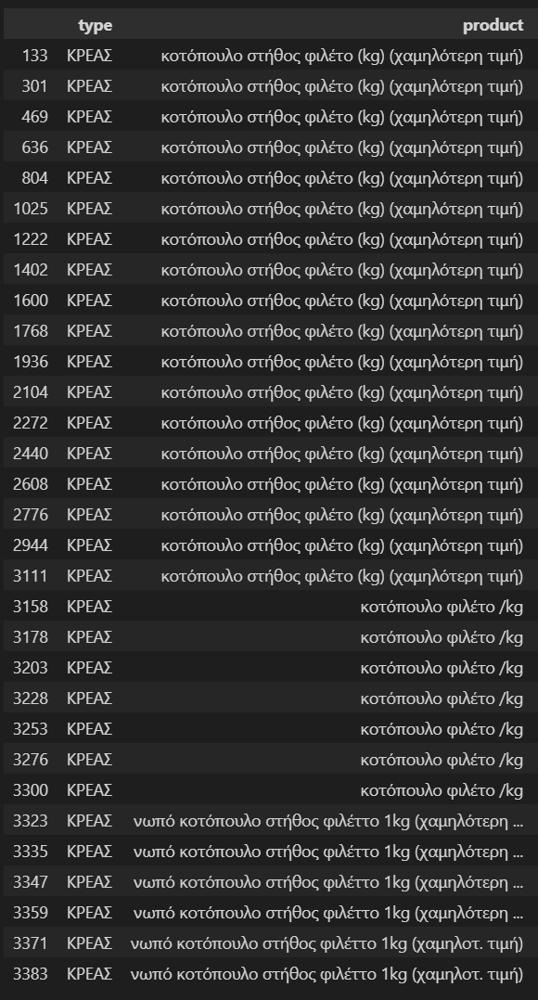 type product
133 ΚΡΕΑΣ κοτόπουλο στήθος φιλέτο (kg) (χαμηλότερη τιμή)
301 ΚΡΕΑΣ κοτόπουλο στήθος φιλέτο (kg) (χαμηλότερη τιμή)
469 ΚΡΕΑΣ κοτόπουλο στήθος φιλέτο (kg) (χαμηλότερη τιμή)
636 ΚΡΕΑΣ κοτόπουλο στήθος φιλέτο (kg) (χαμηλότερη τιμή)
804 ΚΡΕΑΣ κοτόπουλο στήθος φιλέτο (kg) (χαμηλότερη τιμή)
1025 ΚΡΕΑΣ κοτόπουλο στήθος φιλέτο (kg) (χαμηλότερη τιμή)
1222 ΚΡΕΑΣ κοτόπουλο στήθος φιλέτο (kg) (χαμηλότερη τιμή)
1402 ΚΡΕΑΣ κοτόπουλο στήθος φιλέτο (kg) (χαμηλότερη τιμή)
1600 ΚΡΕΑΣ κοτόπουλο στήθος φιλέτο (kg) (χαμηλότερη τιμή)
1768 ΚΡΕΑΣ κοτόπουλο στήθος φιλέτο (kg) (χαμηλότερη τιμή)
1936 ΚΡΕΑΣ κοτόπουλο στήθος φιλέτο (kg) (χαμηλότερη τιμή)
2104 ΚΡΕΑΣ κοτόπουλο στήθος φιλέτο (kg) (χαμηλότερη τιμή)
2272 ΚΡΕΑΣ κοτόπουλο στήθος φιλέτο (kg) (χαμηλότερη τιμή)
2440 ΚΡΕΑΣ κοτόπουλο στήθος φιλέτο (kg) (χαμηλότερη τιμή)
2608 ΚΡΕΑΣ κοτόπουλο στήθος φιλέτο (kg) (χαμηλότερη τιμή)
2776 ΚΡΕΑΣ κοτόπουλο στήθος φιλέτο (kg) (χαμηλότερη τιμή)
2944 ΚΡΕΑΣ κοτόπουλο στήθος φιλέτο (kg) (χαμηλότερη τιμή)
3111 ΚΡΕΑΣ κοτόπουλο στήθος φιλέτο (kg) (χαμηλότερη τιμή)
3158 ΚΡΕΑΣ κοτόπουλο φιλέτο /kg
3178 ΚΡΕΑΣ κοτόπουλο φιλέτο /kg
3203 ΚΡΕΑΣ κοτόπουλο φιλέτο /kg
3228 ΚΡΕΑΣ κοτόπουλο φιλέτο /kg
3253 ΚΡΕΑΣ κοτόπουλο φιλέτο /kg
3276 ΚΡΕΑΣ κοτόπουλο φιλέτο /kg
3300 ΚΡΕΑΣ κοτόπουλο φιλέτο /kg
3323 ΚΡΕΑΣ νωπό κοτόπουλο στήθος φιλέττο 1kg (χαμηλότερη ...
3335 ΚΡΕΑΣ νωπό κοτόπουλο στήθος φιλέττο 1kg (χαμηλότερη ...
3347 ΚΡΕΑΣ νωπό κοτόπουλο στήθος φιλέττο 1kg (χαμηλότερη ...
3359 ΚΡΕΑΣ νωπό κοτόπουλο στήθος φιλέττο 1kg (χαμηλότερη ...
3371 ΚΡΕΑΣ νωπό κοτόπουλο στήθος φιλέττο 1kg (χαμηλοτ. τιμή)
3383 ΚΡΕΑΣ νωπό κοτόπουλο στήθος φιλέττο 1kg (χαμηλοτ. τιμή)